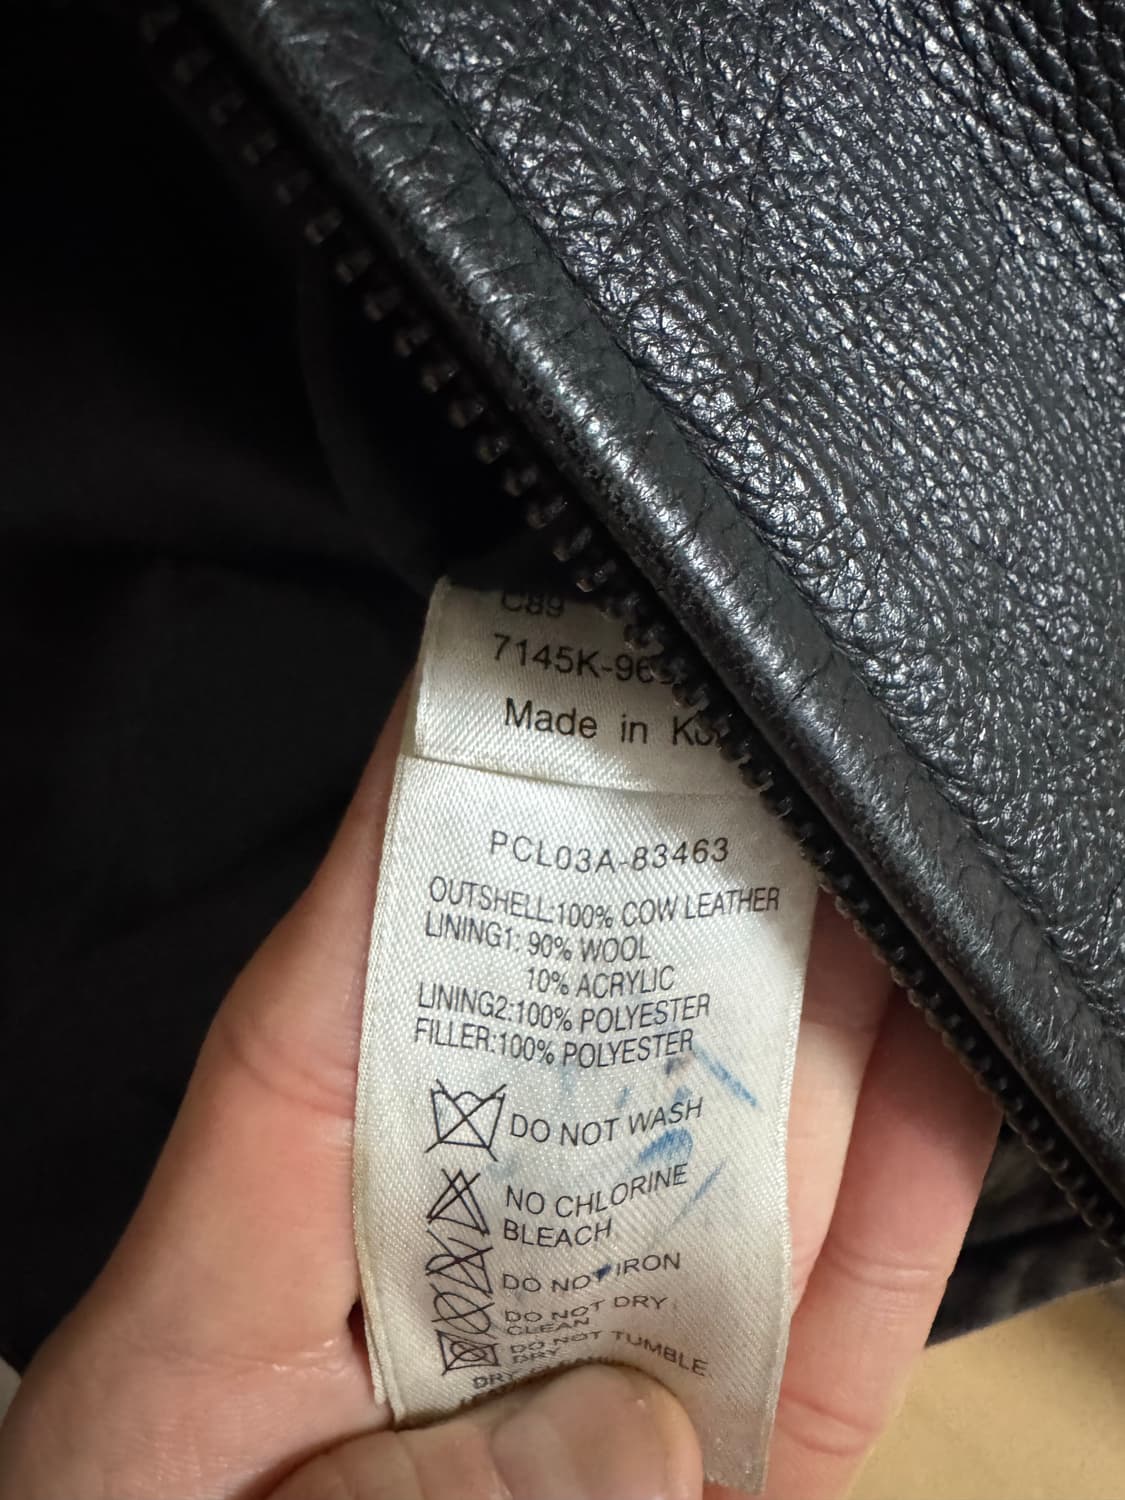 C89
7145K-96
Made in
PCL03A-83463
OUTSHELL:100% COW LEATHER
LINING1: 90% WOOL
10% ACRYLIC
LINING2:100% POLYESTER
FILLER:100% POLYESTER
DO NOT WASH
NO CHLORINE
BLEACH
DO NOT IRON
DO NOT DRY
CLEAN
DO NOT TUMBLE
DRY
DRY